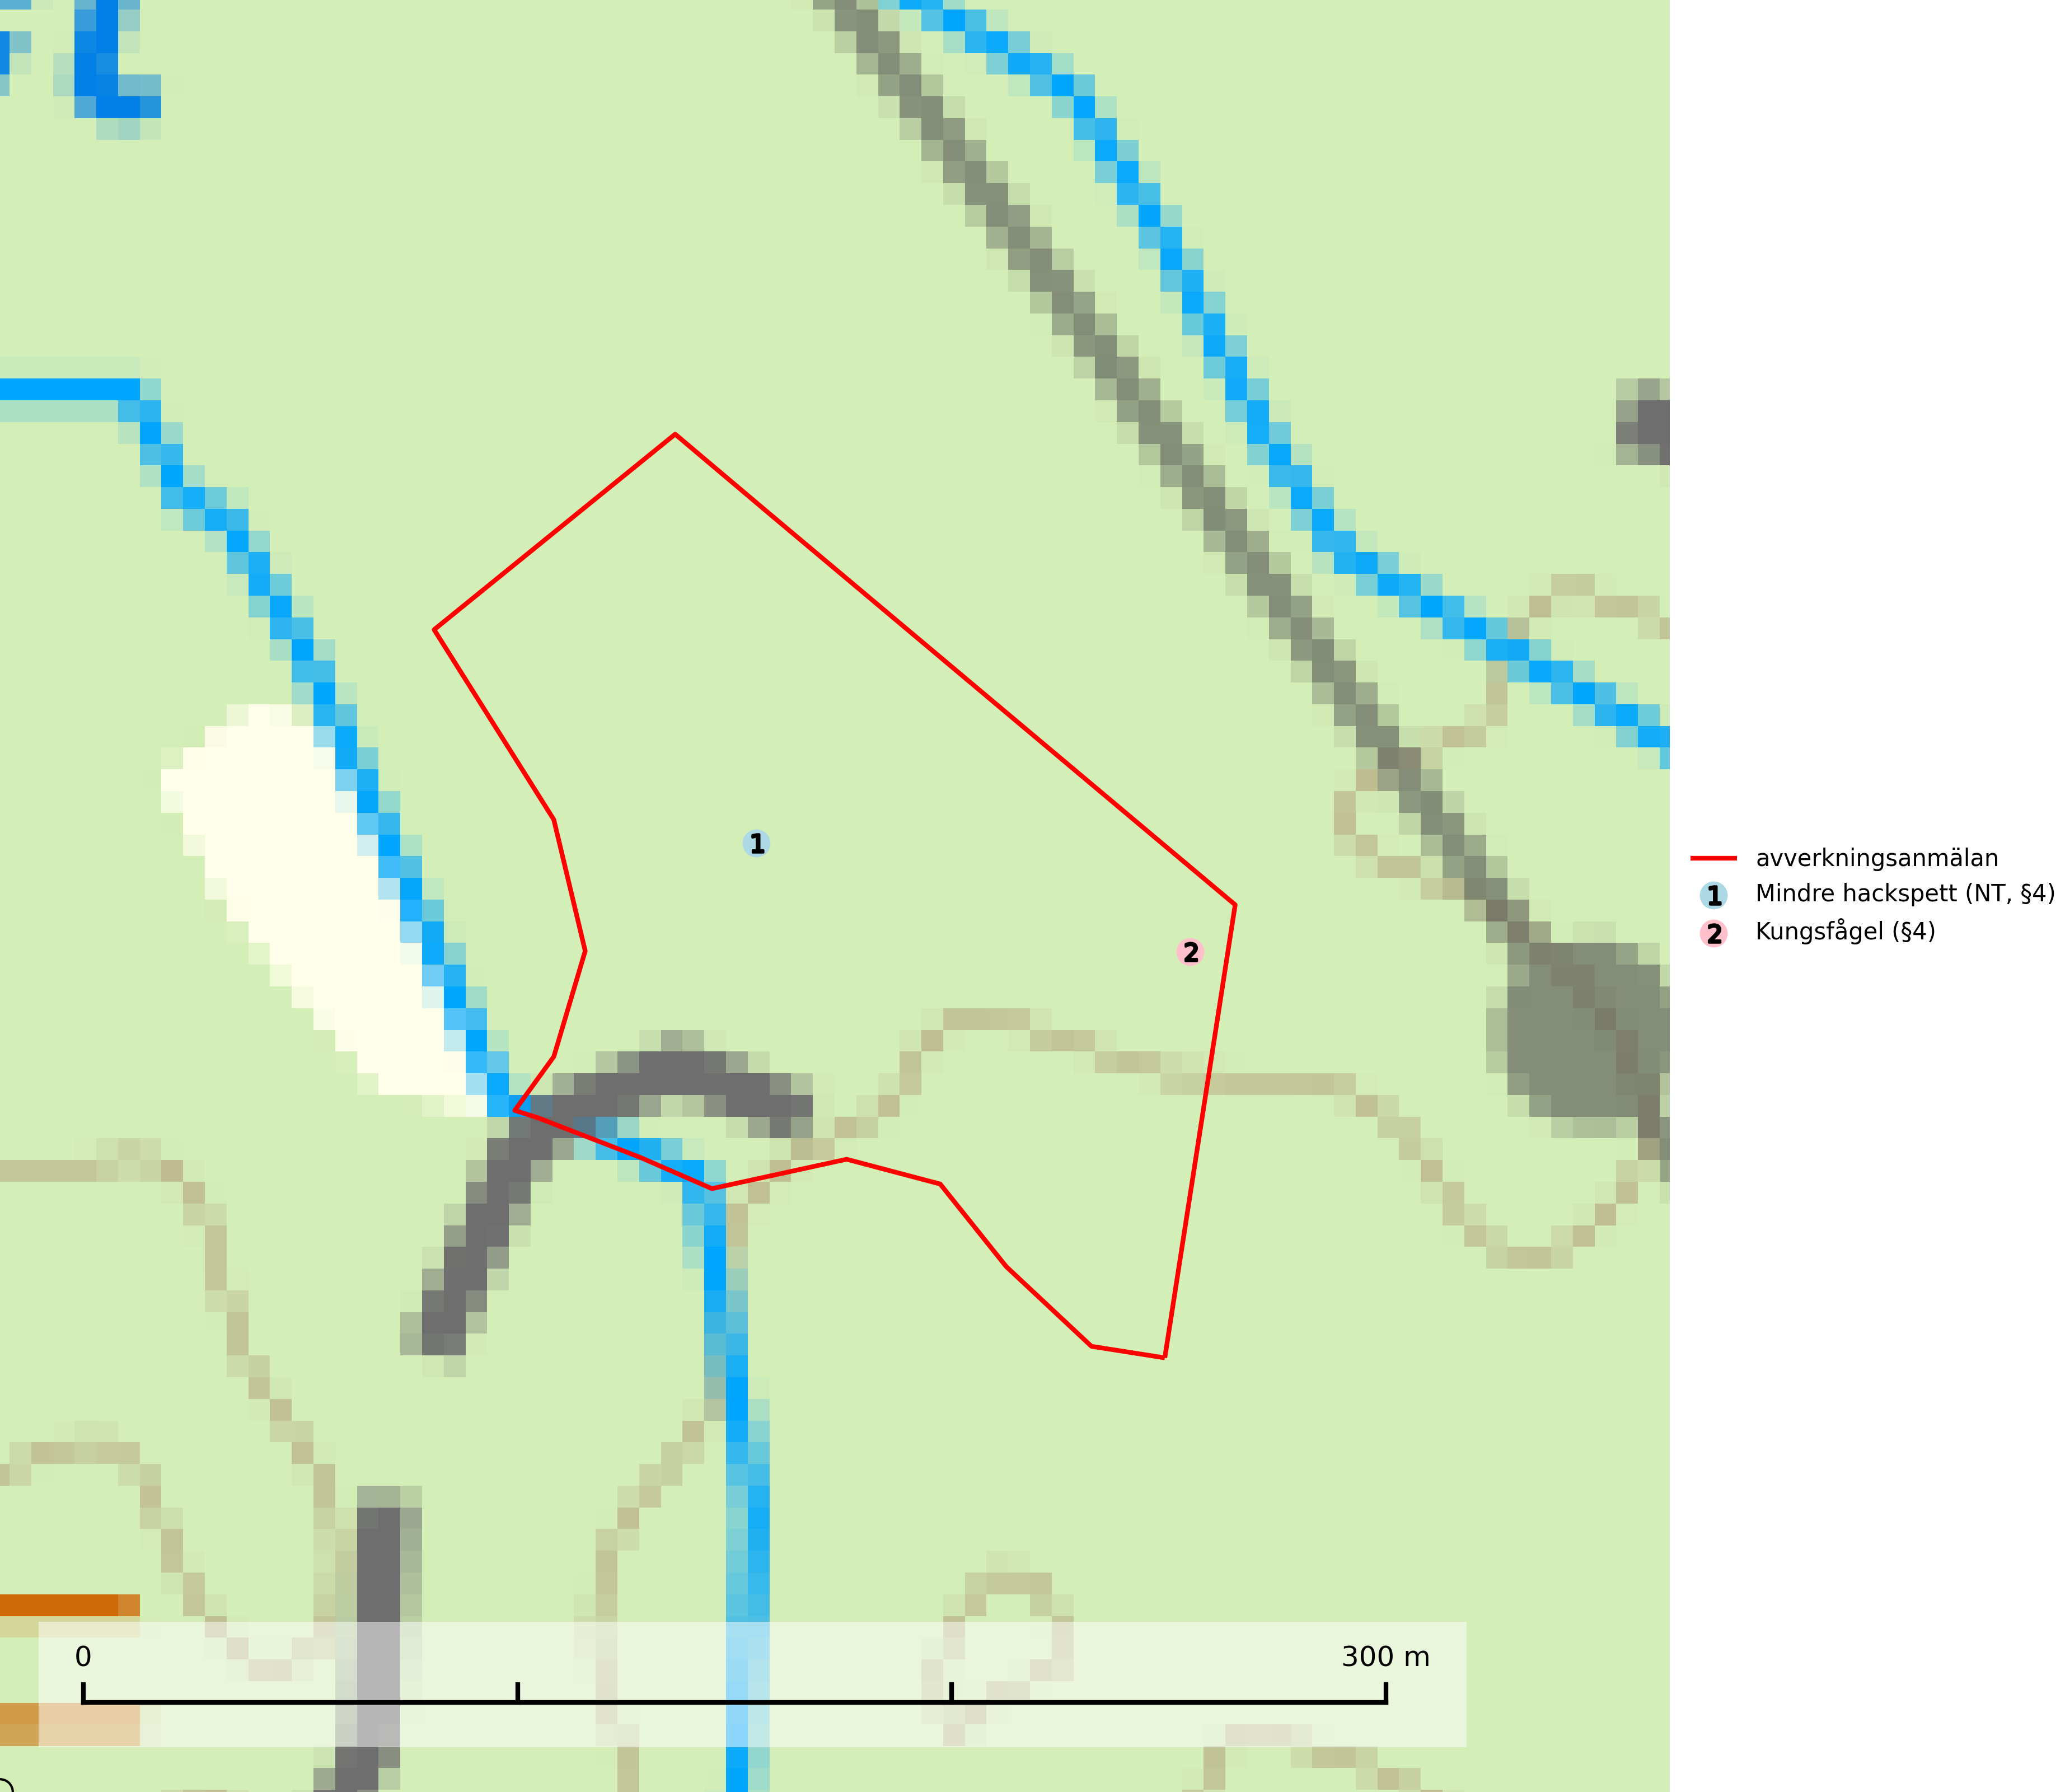 1
2
avverkningsanmälan
1 Mindre hackspett (NT, §4)
2 Kungsfågel (§4)
0 300 m